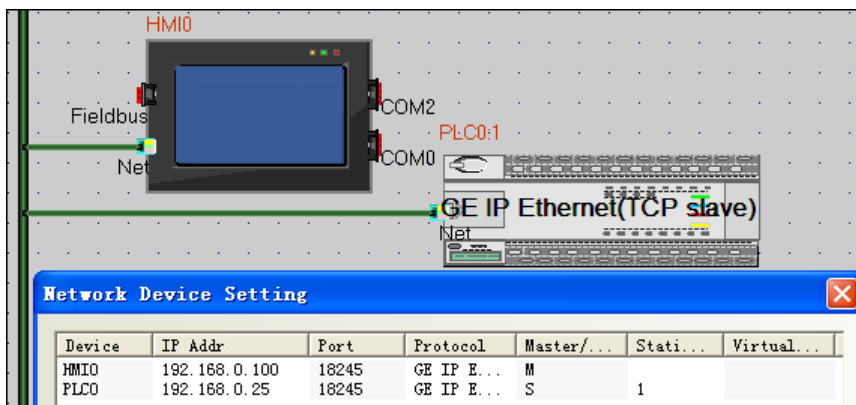 HMI0
Fieldbus
COM2
PLC0:1
Net
COM0
GE IP Ethernet(TCP slave)
Net
Network Device Setting
Device IP Addr Port Protocol Master/... Stati... Virtual...
HMI0 192.168.0.100 18245 GE IP E... M
PLC0 192.168.0.25 18245 GE IP E... S 1